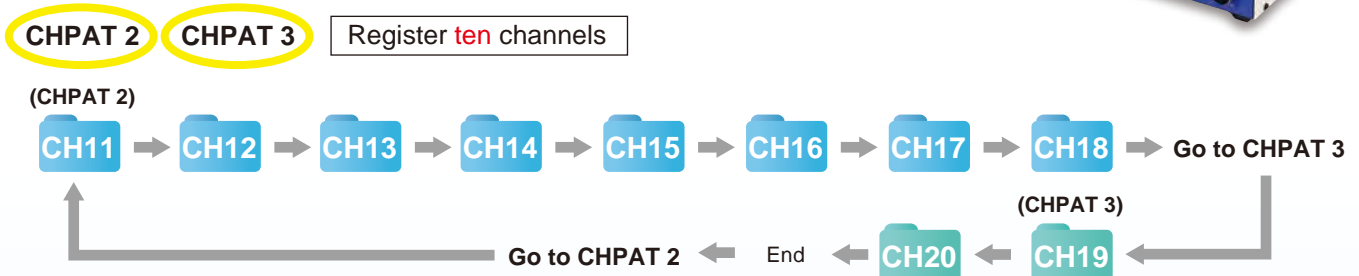 CHPAT 2 CHPAT 3 Register ten channels
(CHPAT 2)
CH11 CH12 CH13 CH14 CH15 CH16 CH17 CH18 Go to CHPAT 3
(CHPAT 3)
Go to CHPAT 2 End CH20 CH19